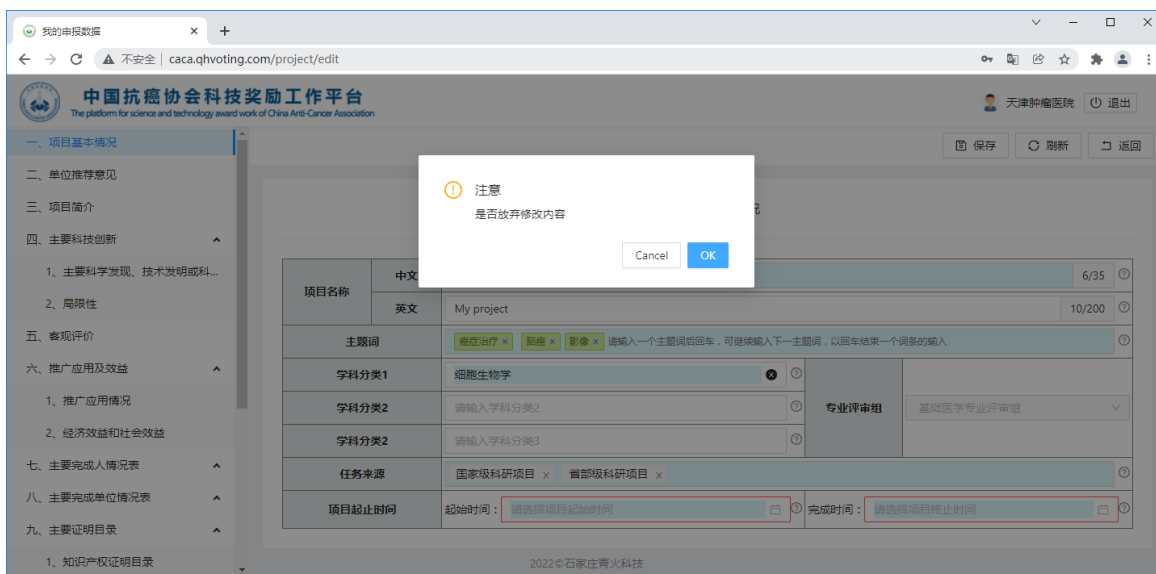 我的申报数据
不安全 caca.qhvoting.com/project/edit
中国抗癌协会科技奖励工作平台
The platform for science and technology award work of China Anti-Cancer Association
天津肿瘤医院 退出
一、项目基本情况
保存 刷新 返回
二、单位推荐意见
三、项目简介
四、主要科技创新
1、主要科学发现、技术发明或科...
2、局限性
五、客观评价
六、推广应用及效益
1、推广应用情况
2、经济效益和社会效益
七、主要完成人情况表
八、主要完成单位情况表
九、主要证明目录
1、知识产权证明目录
注意
是否放弃修改内容
Cancel OK
项目名称 中文 6/35
英文 My project 10/200
主题词 癌症治疗 × 脑癌 × 影像 × 请输入一个主题词后回车，可继续输入下一主题词，以回车结束一个词条的输入
学科分类1 细胞生物学
学科分类2 请输入学科分类2 专业评审组 基础医学专业评审组
学科分类2 请输入学科分类3
任务来源 国家级科研项目 × 省部级科研项目 ×
项目起止时间 起始时间： 请选择项目起始时间 完成时间： 请选择项目终止时间
2022©石家庄青火科技